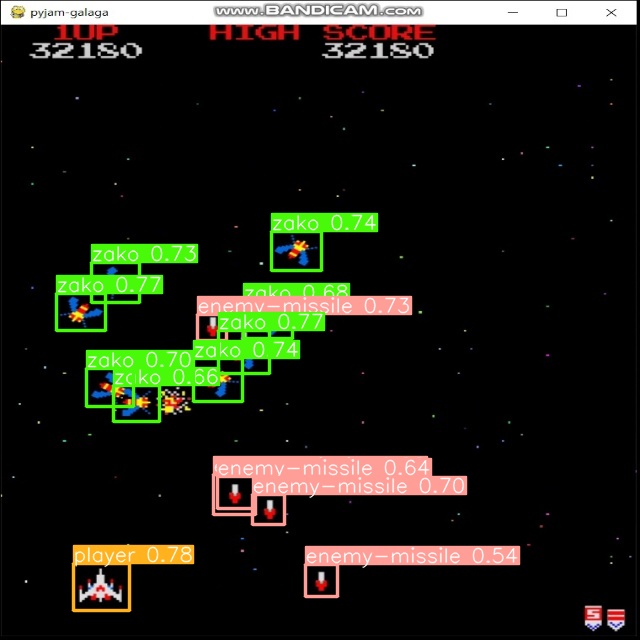 pyjam-galaga
www.BANDICAM.com
1UP HIGH SCORE
32180 32180
zako 0.74
zako 0.73
zako 0.77
zako 0.68
enemy-missile 0.73
zako 0.77
zako 0.74
zako 0.70
zako 0.66
enemy-missile 0.64
enemy-missile 0.70
player 0.78
enemy-missile 0.54
5